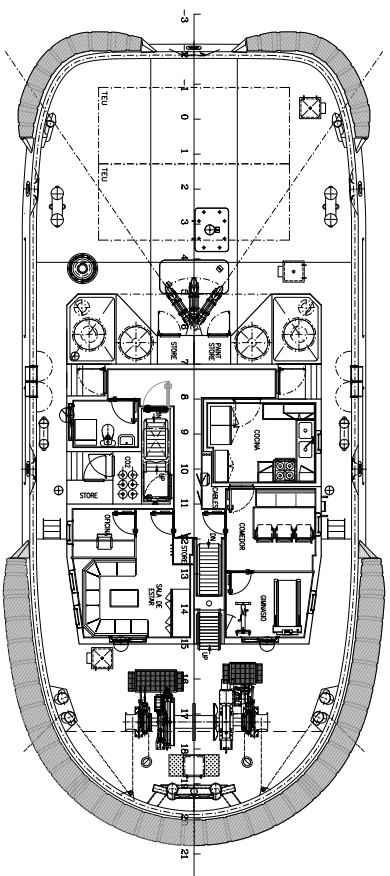 -3
-2
-1
0
1
2
3
4
5
6
7
8
9
10
11
12
13
14
15
16
17
18
19
20
21
TEU
TEU
STORE
PAINT
STORE
COCINA
UP
CO2
STORE
CABLES
OFICINA
STORE
DN
COMEDOR
SALA DE
ESTAR
GIMNASIO
UP